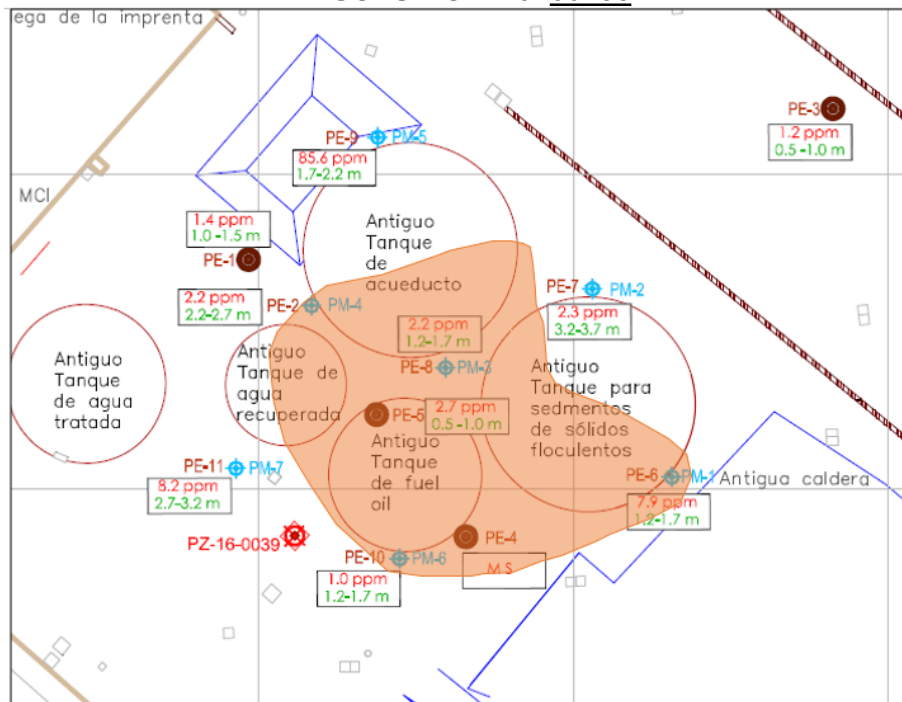 ega de la imprenta
PE-3
1.2 ppm
0.5 -1.0 m
PE-9 PM-5
85.6 ppm
1.7-2.2 m
MCI
1.4 ppm
1.0 -1.5 m
PE-1
Antiguo
Tanque
de
acueducto
2.2 ppm
2.2-2.7 m
PE-2 PM-4
PE-7 PM-2
2.3 ppm
3.2-3.7 m
2.2 ppm
1.2-1.7 m
PE-8 PM-3
Antiguo
Tanque
de agua
tratada
Antiguo
Tanque de
agua
recuperada
Antiguo
Tanque para
sedmentos
de sólidos
floculentos
PE-5
2.7 ppm
0.5 -1.0 m
Antiguo
Tanque
de fuel
oil
PE-11 PM-7
8.2 ppm
2.7-3.2 m
PE-6 PM-1
Antigua caldera
7.9 ppm
1.2-1.7 m
PZ-16-0039
PE-4
PE-10 PM-6
M S
1.0 ppm
1.2-1.7 m